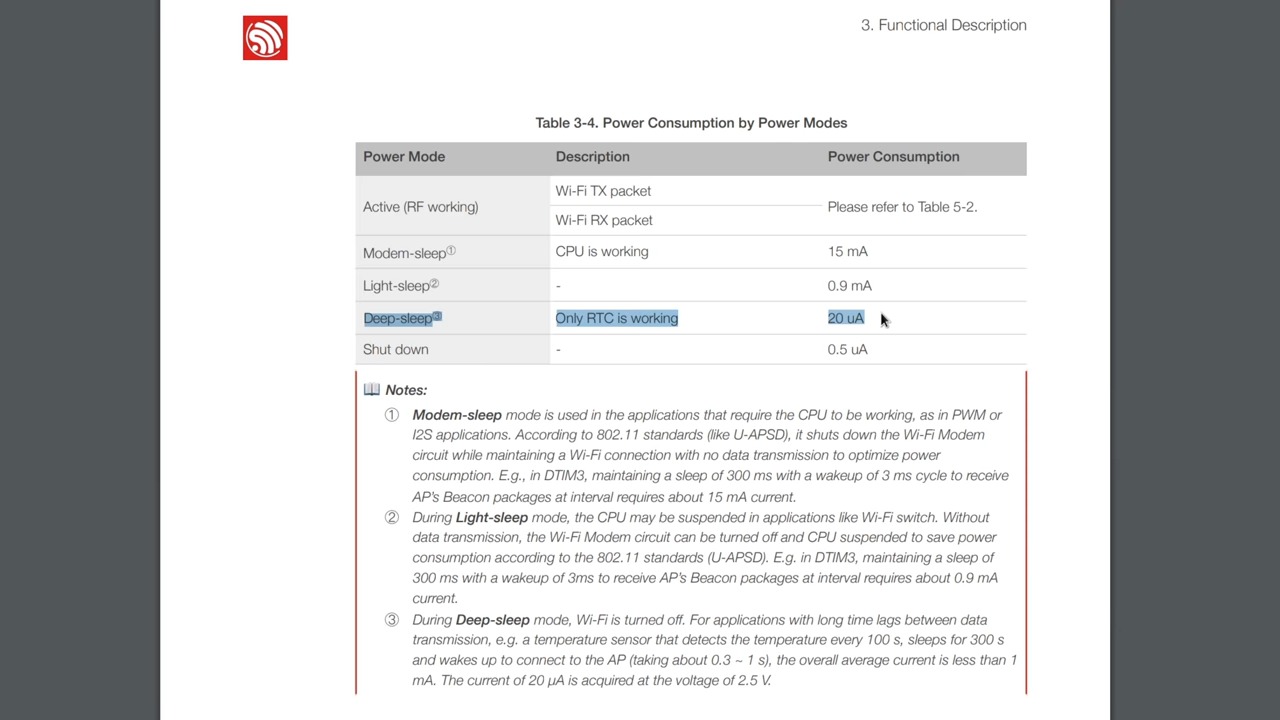 3. Functional Description
Table 3-4. Power Consumption by Power Modes
Power Mode Description Power Consumption
Active (RF working) Wi-Fi TX packet Please refer to Table 5-2.
Wi-Fi RX packet
Modem-sleep① CPU is working 15 mA
Light-sleep② - 0.9 mA
Deep-sleep③ Only RTC is working 20 uA
Shut down - 0.5 uA
Notes:
① Modem-sleep mode is used in the applications that require the CPU to be working, as in PWM or
I2S applications. According to 802.11 standards (like U-APSD), it shuts down the Wi-Fi Modem
circuit while maintaining a Wi-Fi connection with no data transmission to optimize power
consumption. E.g., in DTIM3, maintaining a sleep of 300 ms with a wakeup of 3 ms cycle to receive
AP's Beacon packages at interval requires about 15 mA current.
② During Light-sleep mode, the CPU may be suspended in applications like Wi-Fi switch. Without
data transmission, the Wi-Fi Modem circuit can be turned off and CPU suspended to save power
consumption according to the 802.11 standards (U-APSD). E.g. in DTIM3, maintaining a sleep of
300 ms with a wakeup of 3ms to receive AP's Beacon packages at interval requires about 0.9 mA
current.
③ During Deep-sleep mode, Wi-Fi is turned off. For applications with long time lags between data
transmission, e.g. a temperature sensor that detects the temperature every 100 s, sleeps for 300 s
and wakes up to connect to the AP (taking about 0.3 ~ 1 s), the overall average current is less than 1
mA. The current of 20 μA is acquired at the voltage of 2.5 V.